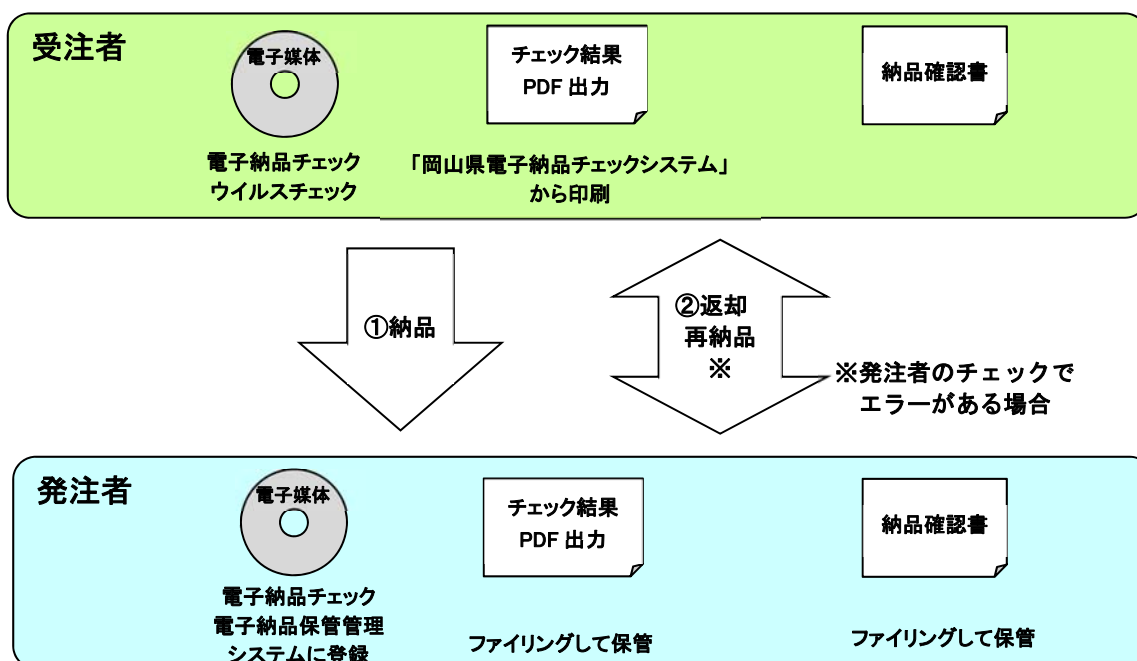 受注者
電子媒体
電子納品チェック
ウイルスチェック
チェック結果
PDF 出力
「岡山県電子納品チェックシステム」
から印刷
納品確認書
①納品
②返却
再納品
※
※発注者のチェックで
エラーがある場合
発注者
電子媒体
電子納品チェック
電子納品保管管理
システムに登録
チェック結果
PDF 出力
ファイリングして保管
納品確認書
ファイリングして保管